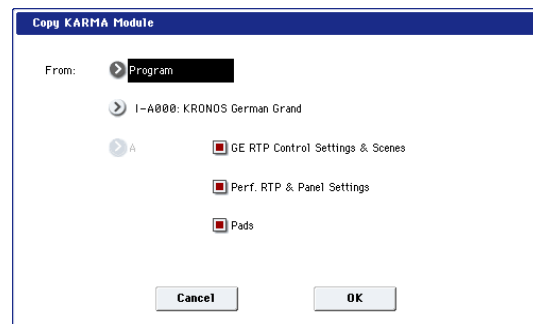 Copy KARMA Module
From: Program
I-A000: KRONOS German Grand
A GE RTP Control Settings & Scenes
Perf. RTP & Panel Settings
Pads
Cancel OK